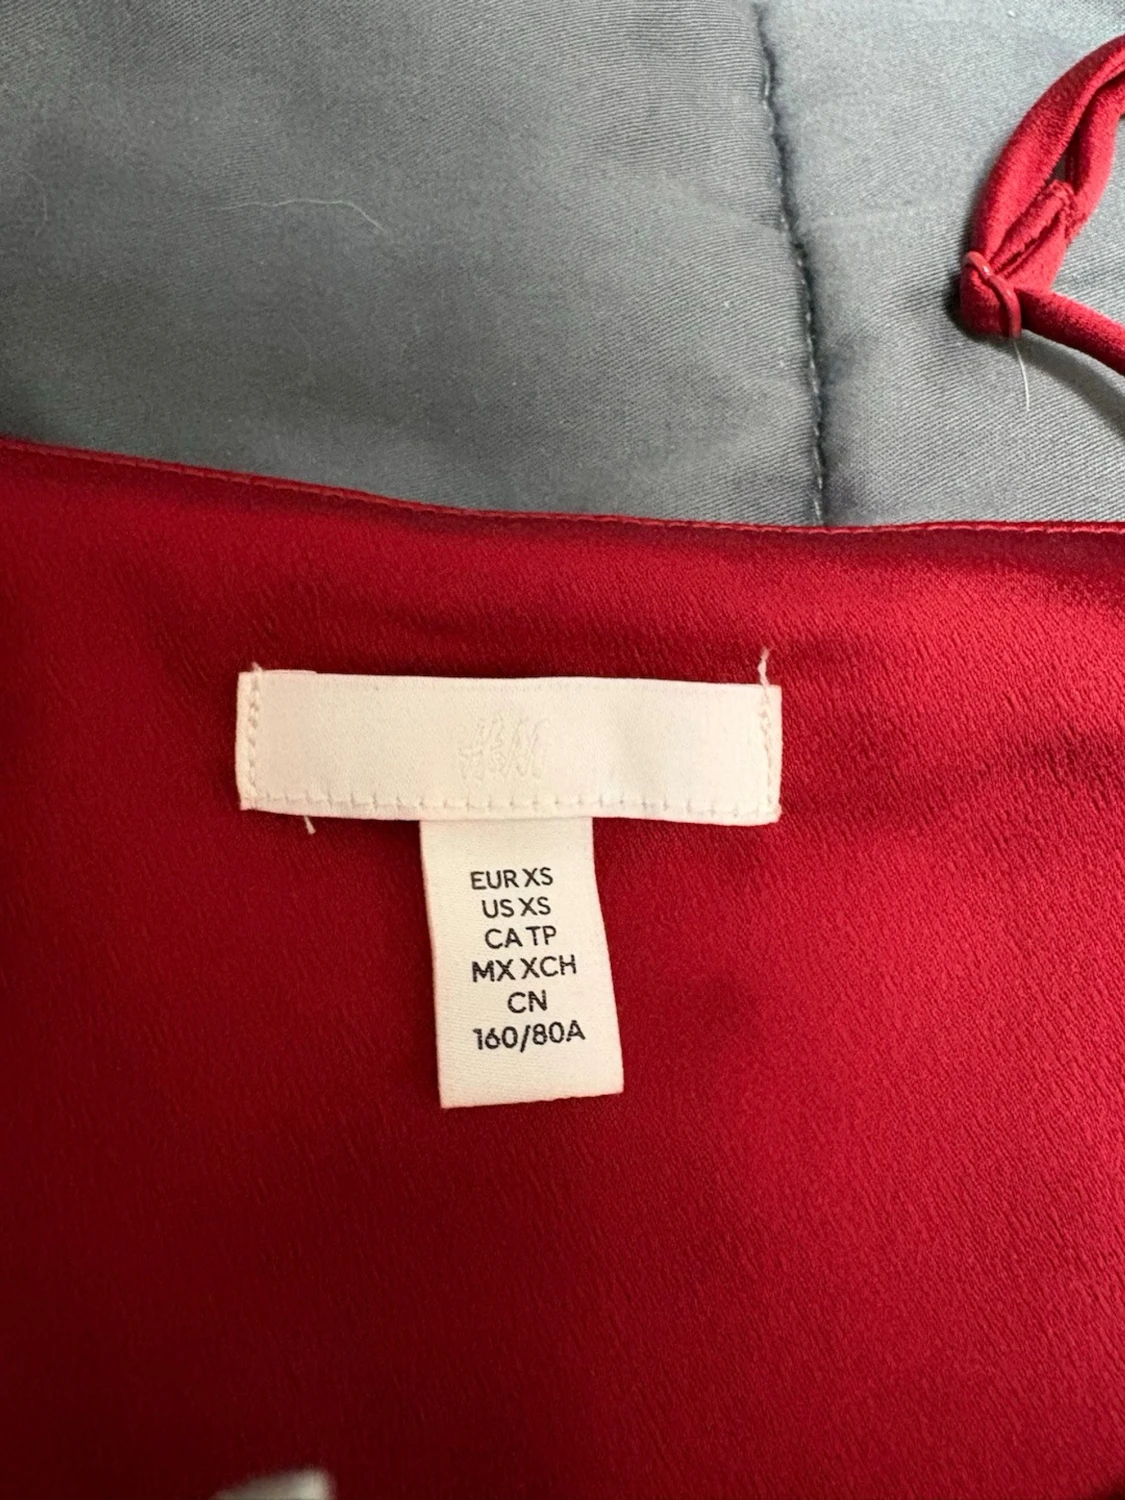 H&M
EUR XS
US XS
CA TP
MX XCH
CN
160/80A